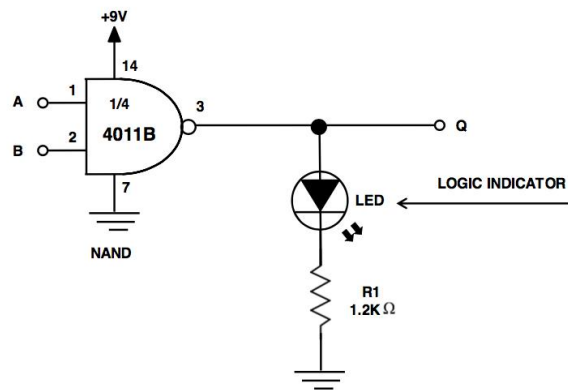 +9V
14
A
1
1/4
3
4011B
2
B
Q
7
LED
LOGIC INDICATOR
NAND
R1
1.2K Ω